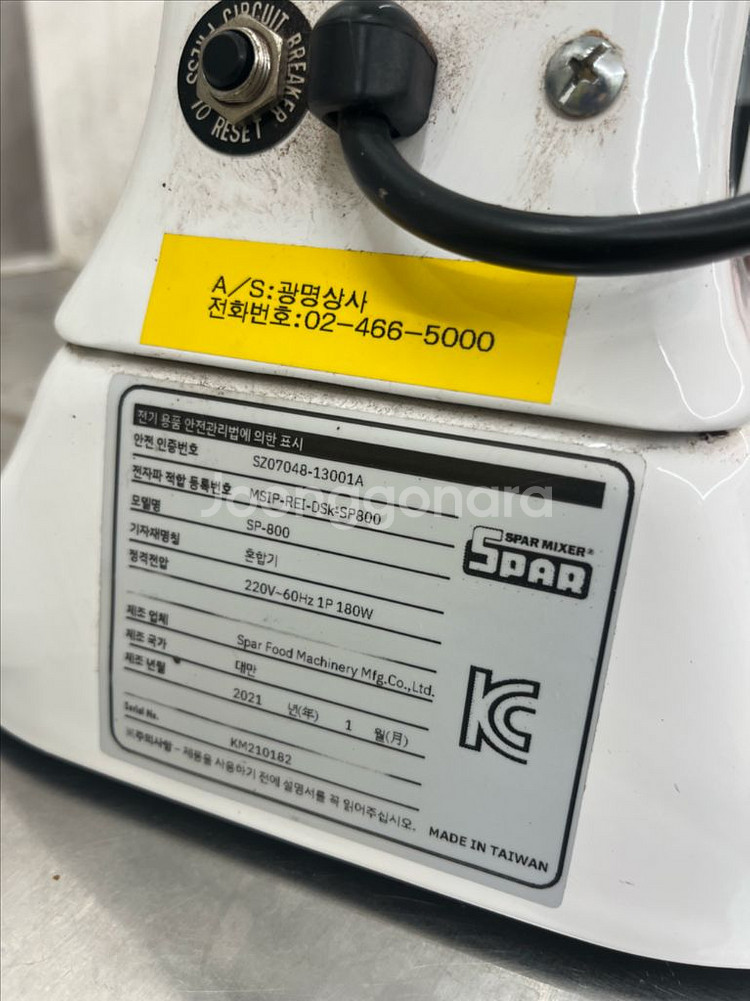 PRESS CIRCUIT BREAKER TO RESET
A/S:광명상사
전화번호:02-466-5000
전기 용품 안전관리법에 의한 표시
안전 인증번호 SZ07048-13001A
전자파 적합 등록번호 MSIP-REI-DSK-SP800
모델명 SP-800
기자재명칭 혼합기
정격전압 220V~60Hz 1P 180W
제조 업체 Spar Food Machinery Mfg.Co.,Ltd.
제조 국가 대만
제조 년월 2021 년(年) 1 월(月)
Serial No. KM210182
※주의사항 - 제품을 사용하기 전에 설명서를 꼭 읽어주십시오.
SPAR MIXER®
SPAR
KC
MADE IN TAIWAN
Joonggonara